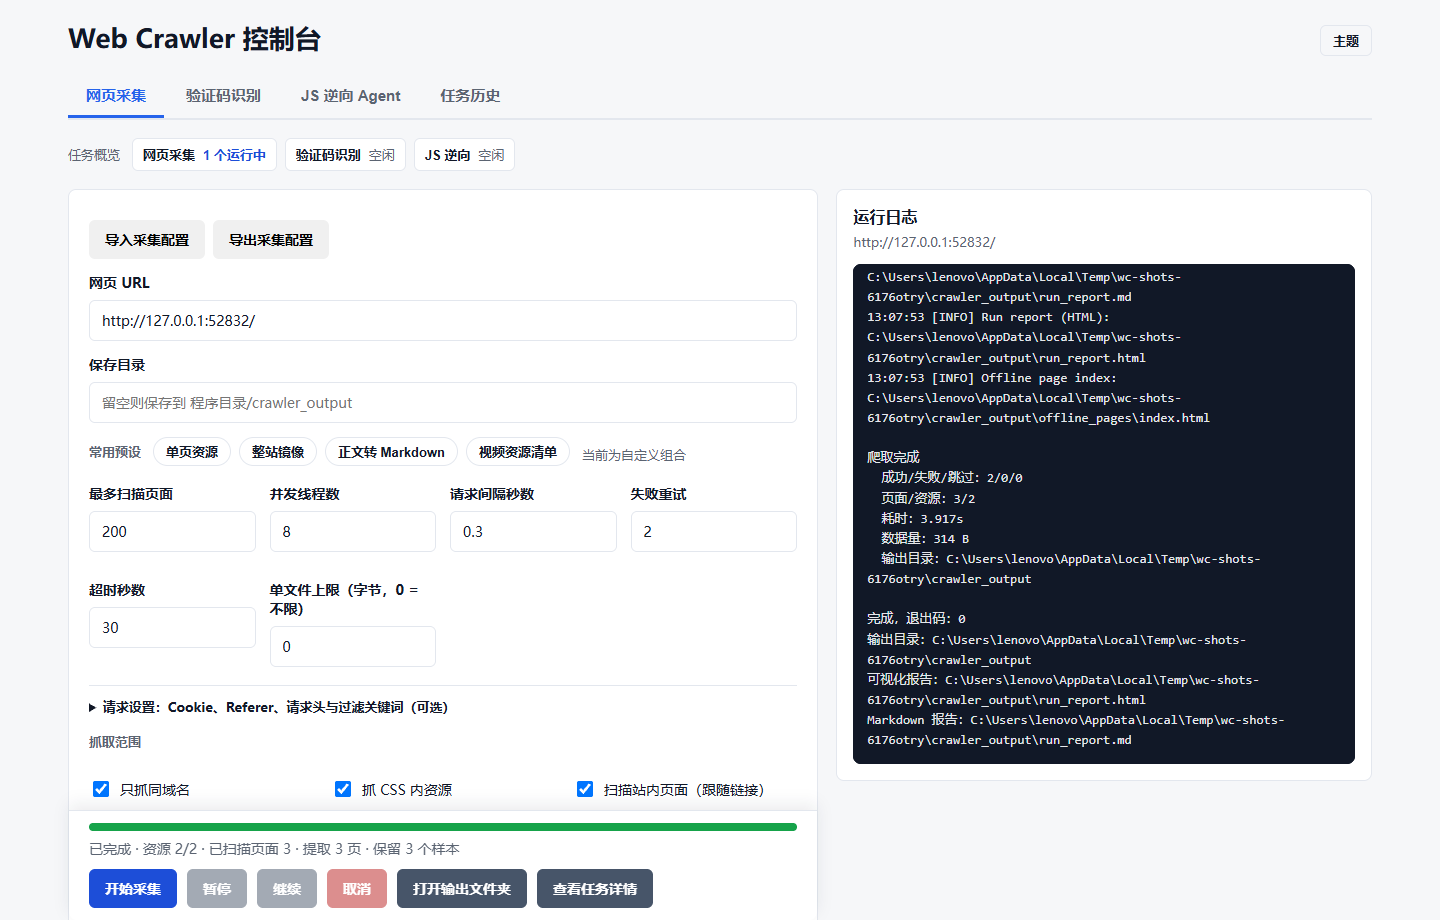 Web Crawler 控制台
主题
网页采集
验证码识别
JS 逆向 Agent
任务历史
任务概览
网页采集 1 个运行中
验证码识别 空闲
JS 逆向 空闲
导入采集配置
导出采集配置
网页 URL
http://127.0.0.1:52832/
保存目录
留空则保存到 程序目录/crawler_output
常用预设
单页资源
整站镜像
正文转 Markdown
视频资源清单
当前为自定义组合
最多扫描页面
并发线程数
请求间隔秒数
失败重试
200
8
0.3
2
超时秒数
单文件上限（字节，0 =
不限）
30
0
▶ 请求设置：Cookie、Referer、请求头与过滤关键词（可选）
抓取范围
只抓同域名
抓 CSS 内资源
扫描站内页面（跟随链接）
已完成 · 资源 2/2 · 已扫描页面 3 · 提取 3 页 · 保留 3 个样本
开始采集
暂停
继续
取消
打开输出文件夹
查看任务详情
运行日志
http://127.0.0.1:52832/
C:\Users\lenovo\AppData\Local\Temp\wc-shots-
6176otry\crawler_output\run_report.md
13:07:53 [INFO] Run report (HTML):
C:\Users\lenovo\AppData\Local\Temp\wc-shots-
6176otry\crawler_output\run_report.html
13:07:53 [INFO] Offline page index:
C:\Users\lenovo\AppData\Local\Temp\wc-shots-
6176otry\crawler_output\offline_pages\index.html
爬取完成
成功/失败/跳过: 2/0/0
页面/资源: 3/2
耗时: 3.917s
数据量: 314 B
输出目录: C:\Users\lenovo\AppData\Local\Temp\wc-shots-
6176otry\crawler_output
完成，退出码: 0
输出目录: C:\Users\lenovo\AppData\Local\Temp\wc-shots-
6176otry\crawler_output
可视化报告: C:\Users\lenovo\AppData\Local\Temp\wc-shots-
6176otry\crawler_output\run_report.html
Markdown 报告: C:\Users\lenovo\AppData\Local\Temp\wc-shots-
6176otry\crawler_output\run_report.md